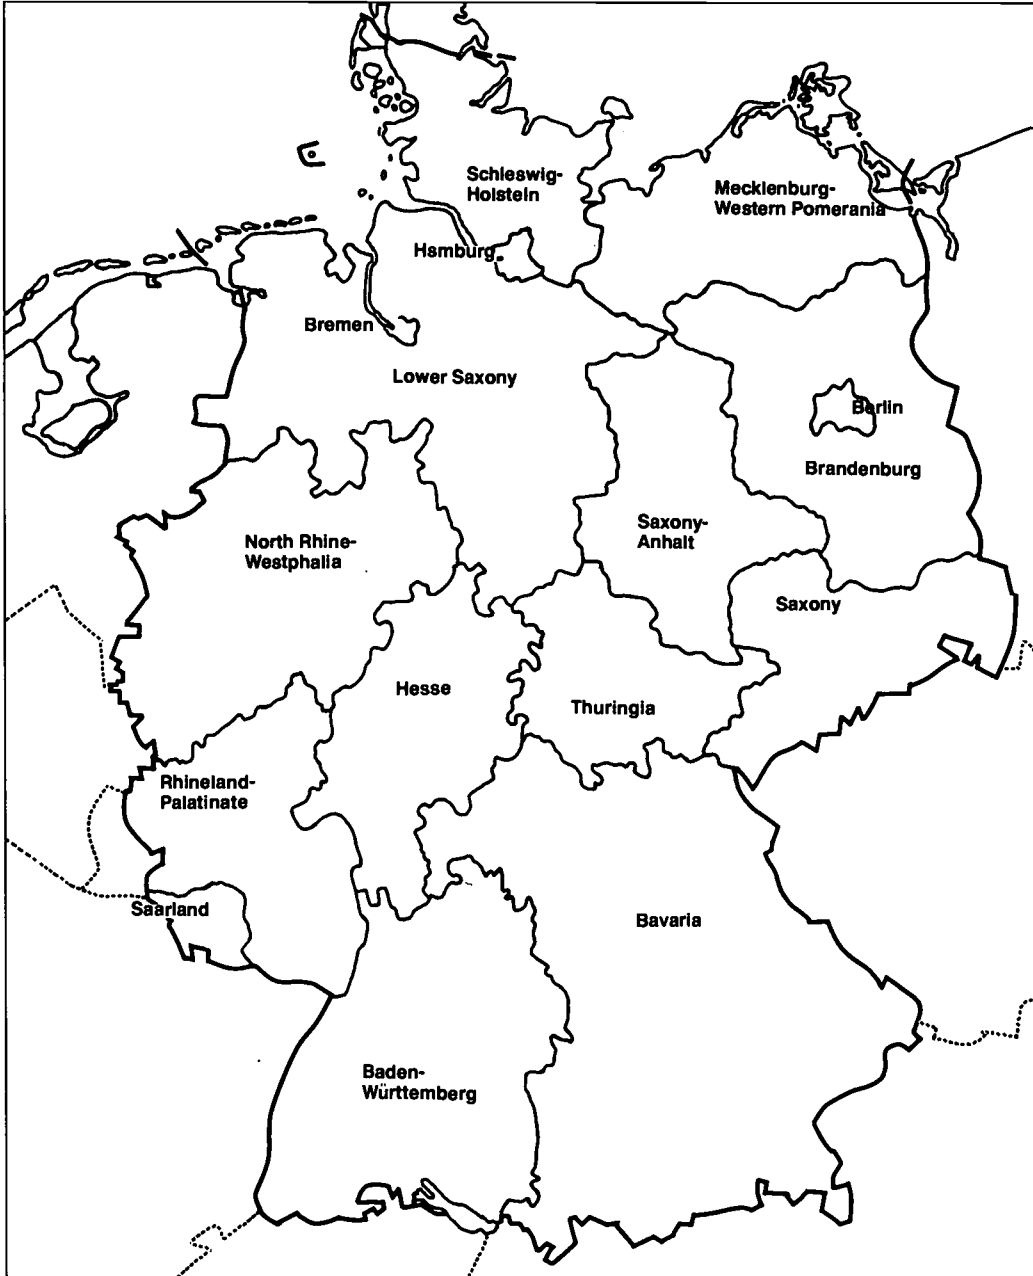 Schleswig-
Holstein
Mecklenburg-
Western Pomerania
Hsmburg
Bremen
Lower Saxony
Berlin
Brandenburg
North Rhine-
Westphalia
Saxony-
Anhalt
Saxony
Hesse
Thuringia
Rhineland-
Palatinate
Saarland
Bavaria
Baden-
Württemberg